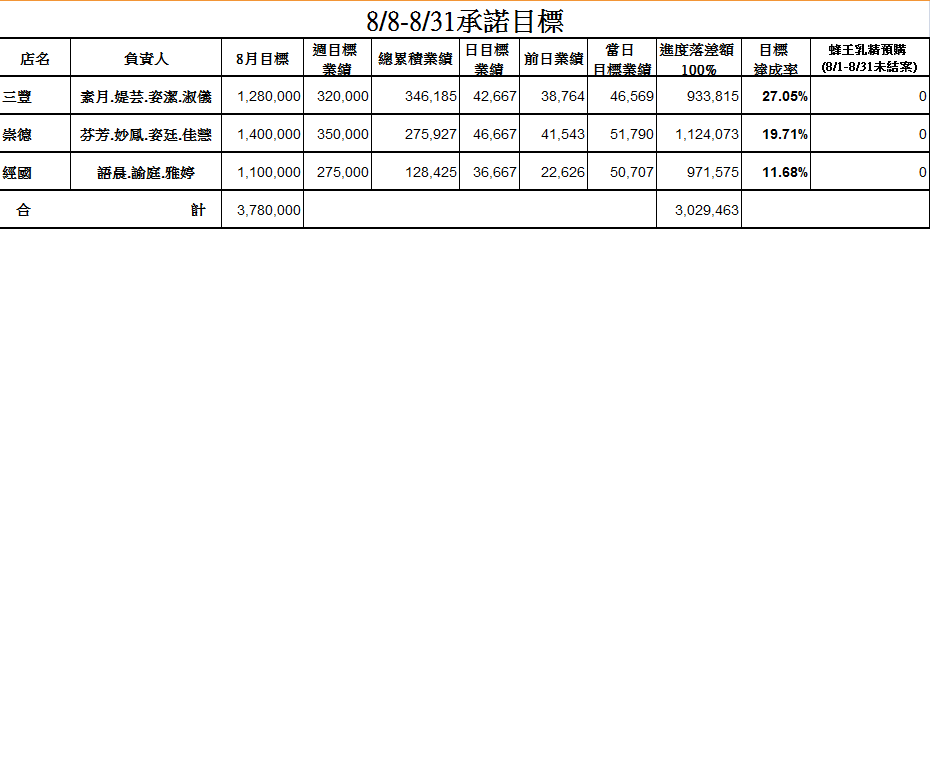 8/8-8/31承諾目標
店名 負責人 8月目標 週目標業績 總累積業績 日目標業績 前日業績 當日目標業績 進度落差額100% 目標達成率 蜂王乳精預購(8/1-8/31未結案)
三豐 素月.媞芸.姿潔.淑儀 1,280,000 320,000 346,185 42,667 38,764 46,569 933,815 27.05% 0
崇德 芬芳.妙鳳.姿廷.佳慧 1,400,000 350,000 275,927 46,667 41,543 51,790 1,124,073 19.71% 0
經國 語晨.諭庭.雅婷 1,100,000 275,000 128,425 36,667 22,626 50,707 971,575 11.68% 0
合 計 3,780,000 3,029,463